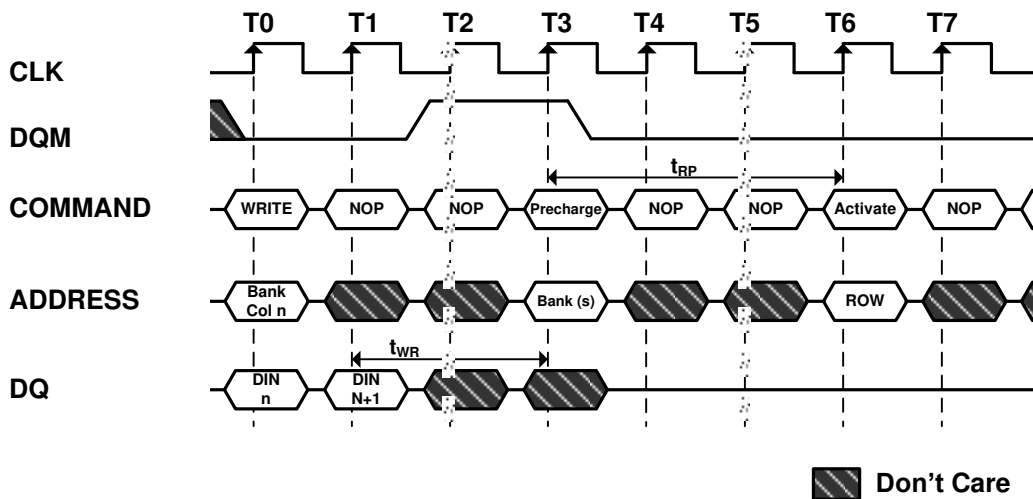 T0 T1 T2 T3 T4 T5 T6 T7
CLK
DQM
tRP
COMMAND WRITE NOP NOP Precharge NOP NOP Activate NOP
ADDRESS Bank Col n Bank (s) ROW
tWR
DQ DIN n DIN N+1
Don't Care